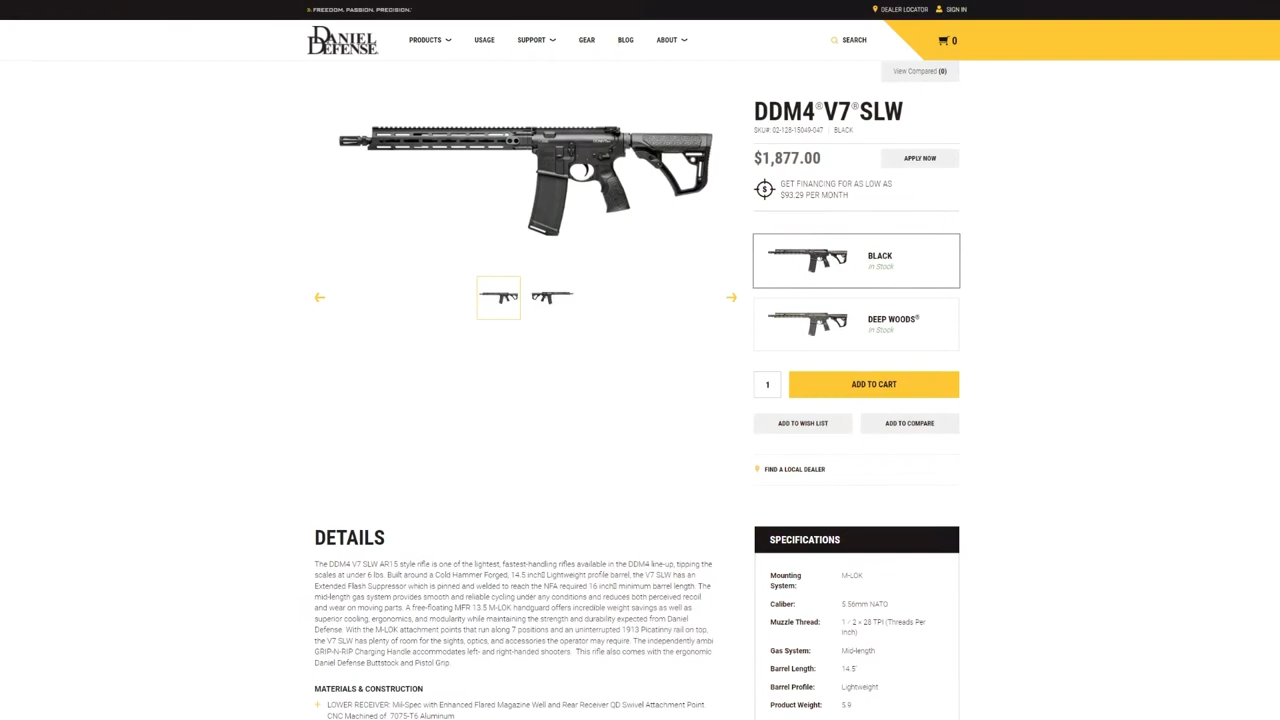 FREEDOM. PASSION. PRECISION.
DEALER LOCATOR
SIGN IN
DANIEL DEFENSE
PRODUCTS
USAGE
SUPPORT
GEAR
BLOG
ABOUT
SEARCH
0
View Compared (0)
DDM4®V7®SLW
SKU#: 02-128-15049-047 | BLACK
$1,877.00
APPLY NOW
GET FINANCING FOR AS LOW AS
$93.29 PER MONTH
BLACK
In Stock
DEEP WOODS®
In Stock
1
ADD TO CART
ADD TO WISH LIST
ADD TO COMPARE
FIND A LOCAL DEALER
DETAILS
The DDM4 V7 SLW AR15 style rifle is one of the lightest, fastest-handling rifles available in the DDM4 line-up, tipping the
scales at under 6 lbs. Built around a Cold Hammer Forged, 14.5 inch Lightweight profile barrel, the V7 SLW has an
Extended Flash Suppressor which is pinned and welded to reach the NFA required 16 inch minimum barrel length. The
mid-length gas system provides smooth and reliable cycling under any conditions and reduces both perceived recoil
and wear on moving parts. A free-floating MFR 13.5 M-LOK handguard offers incredible weight savings as well as
superior cooling, ergonomics, and modularity while maintaining the strength and durability expected from Daniel
Defense. With the M-LOK attachment points that run along 7 positions and an uninterrupted 1913 Picatinny rail on top,
the V7 SLW has plenty of room for the sights, optics, and accessories the operator may require. The independently ambi
GRIP-N-RIP Charging Handle accommodates left- and right-handed shooters. This rifle also comes with the ergonomic
Daniel Defense Buttstock and Pistol Grip.
MATERIALS & CONSTRUCTION
LOWER RECEIVER: Mil-Spec with Enhanced Flared Magazine Well and Rear Receiver QD Swivel Attachment Point.
CNC Machined of 7075-T6 Aluminum
SPECIFICATIONS
Mounting System: M-LOK
Caliber: 5.56mm NATO
Muzzle Thread: 1/2 x 28 TPI (Threads Per Inch)
Gas System: Mid-length
Barrel Length: 14.5"
Barrel Profile: Lightweight
Product Weight: 5.9